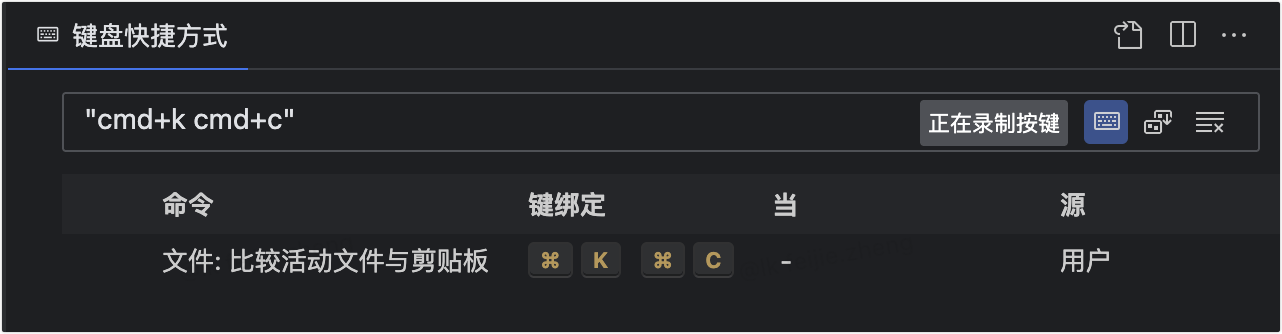 键盘快捷方式
"cmd+k cmd+c" 正在录制按键
命令 键绑定 当 源
文件: 比较活动文件与剪贴板 ⌘ K ⌘ C - 用户